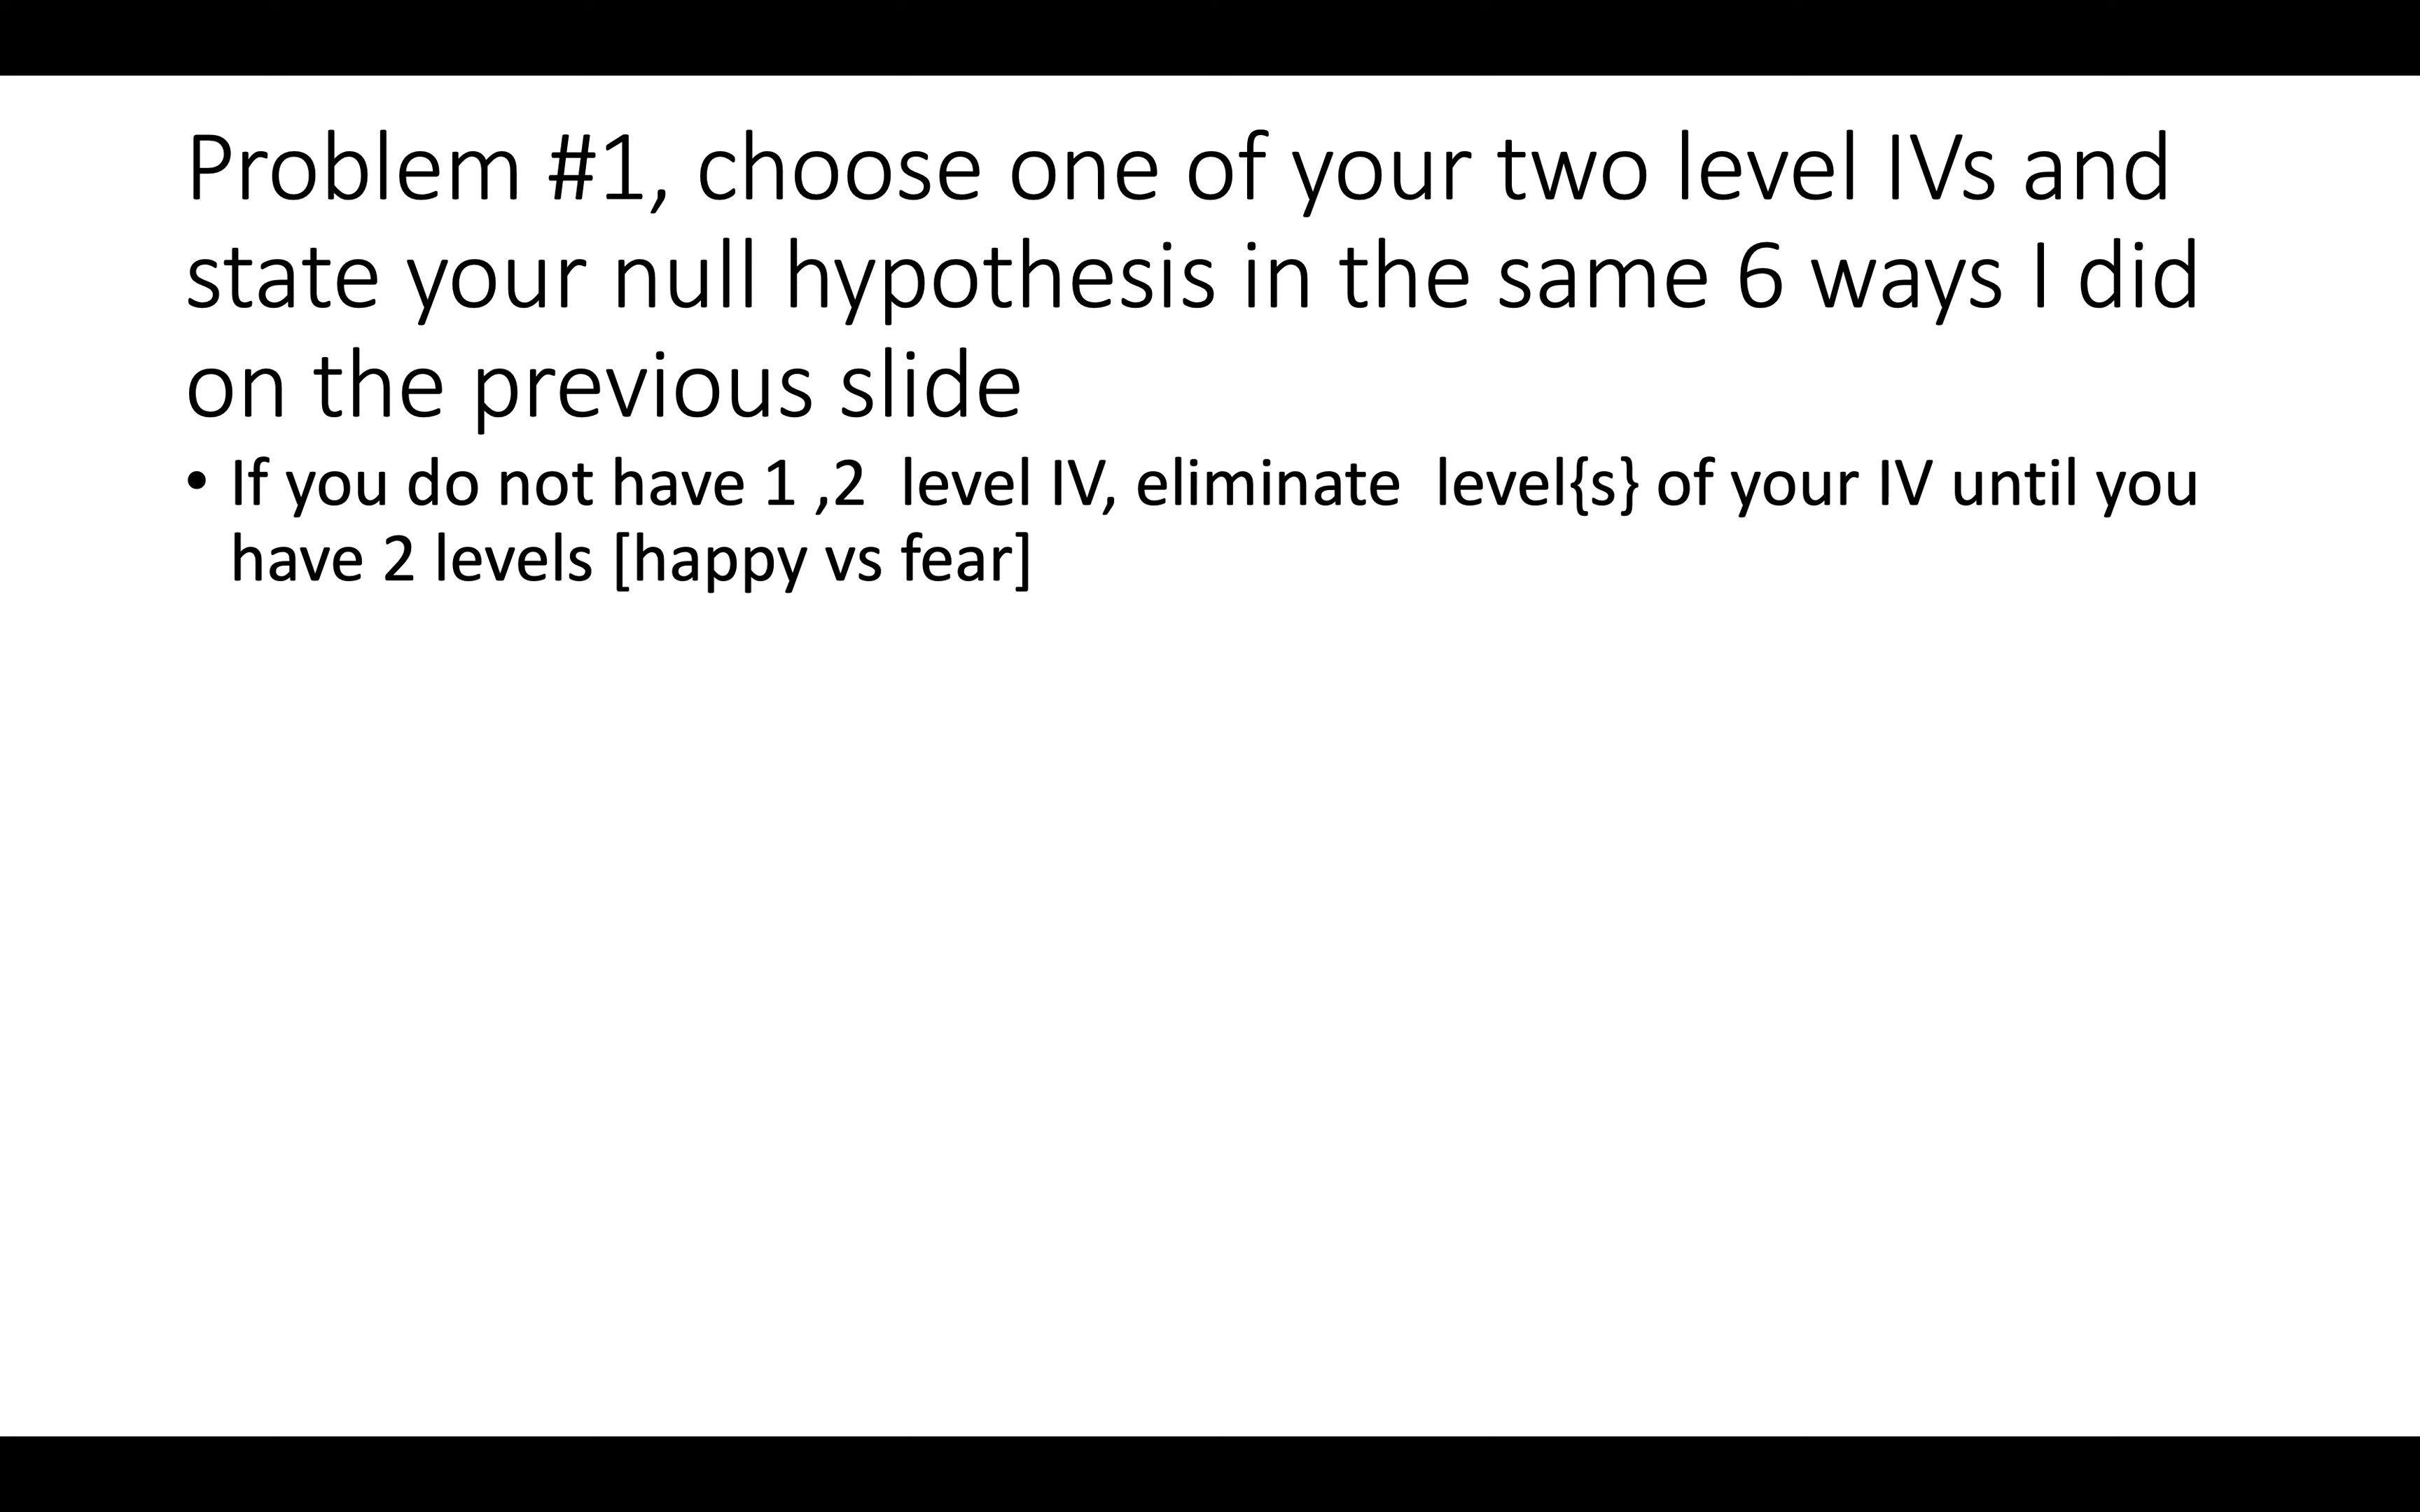 Problem #1, choose one of your two level IVs and
state your null hypothesis in the same 6 ways I did
on the previous slide
• If you do not have 1 ,2  level IV, eliminate  level{s} of your IV until you
have 2 levels [happy vs fear]